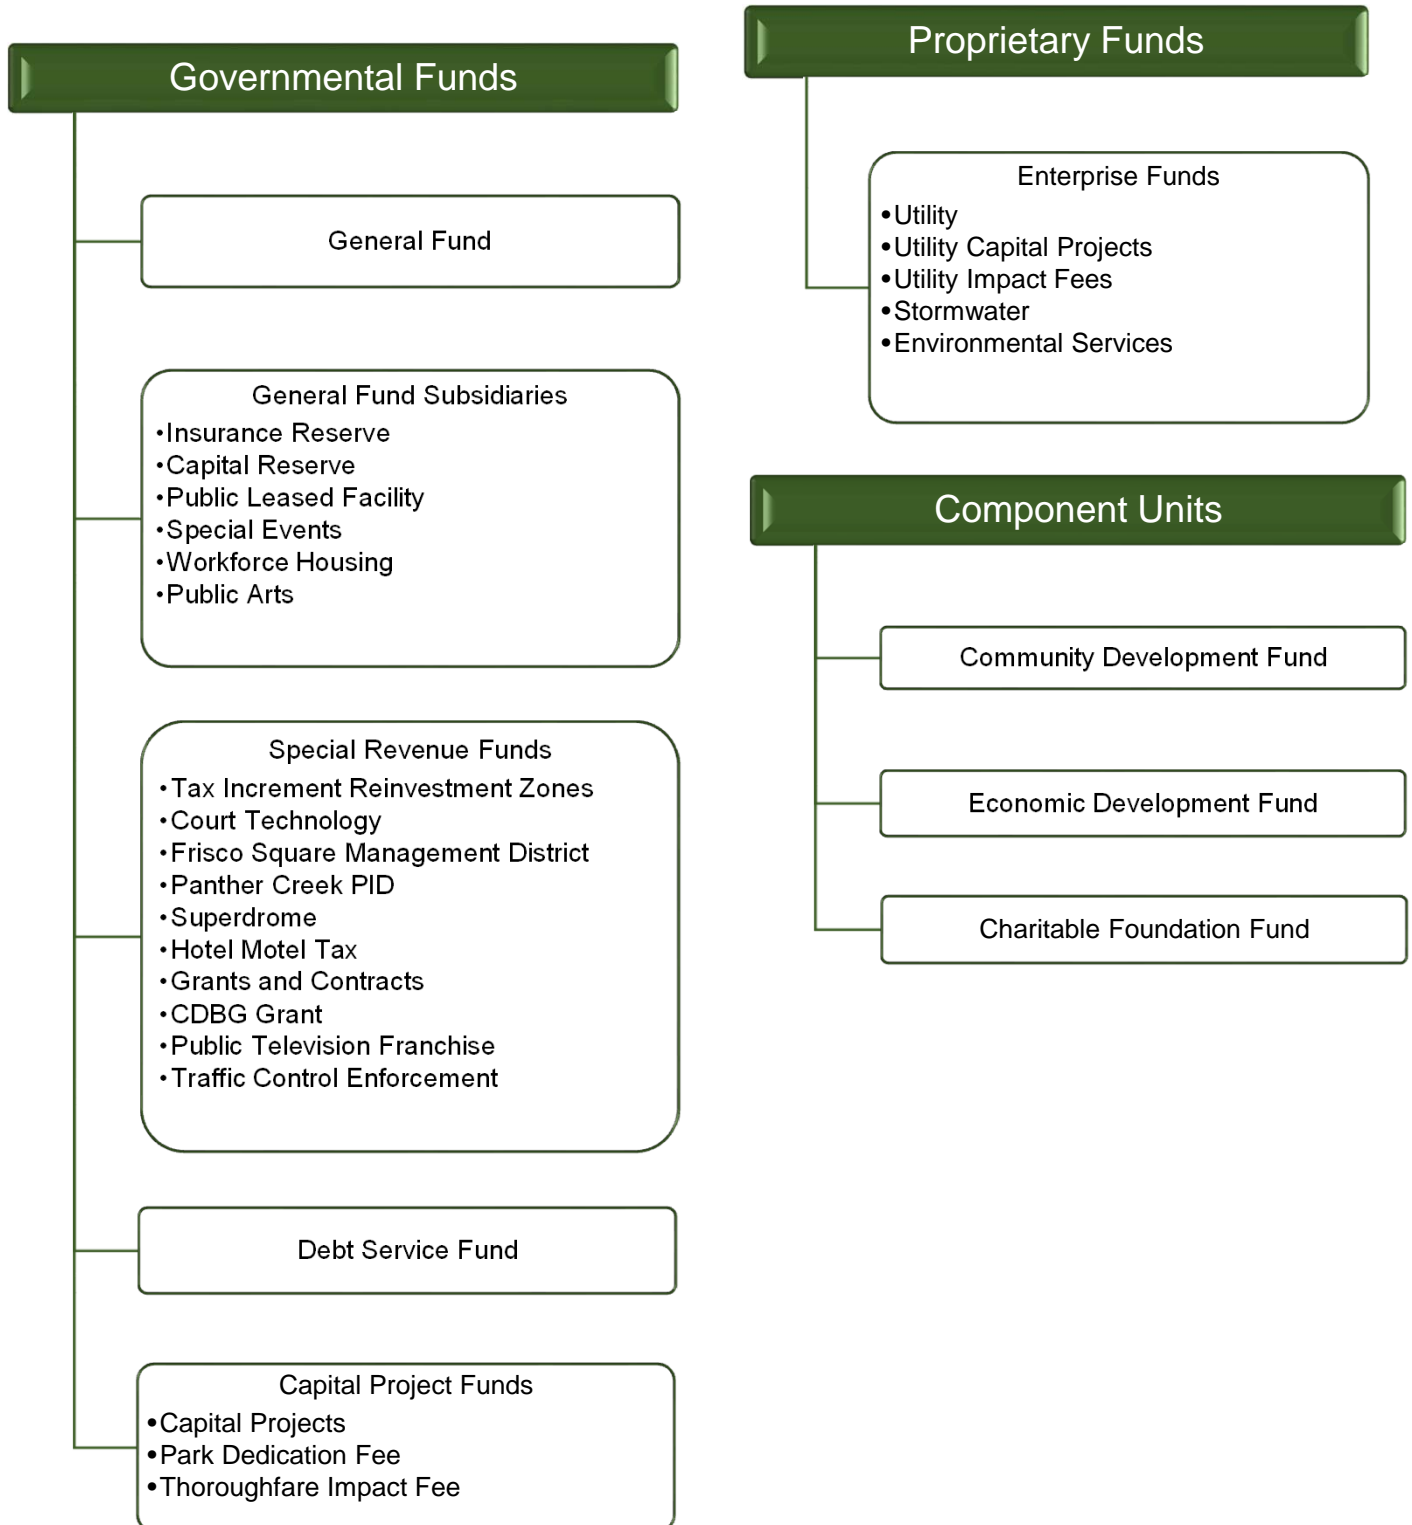 Governmental Funds
General Fund
General Fund Subsidiaries
•Insurance Reserve
•Capital Reserve
•Public Leased Facility
•Special Events
•Workforce Housing
•Public Arts
Special Revenue Funds
•Tax Increment Reinvestment Zones
•Court Technology
•Frisco Square Management District
•Panther Creek PID
•Superdrome
•Hotel Motel Tax
•Grants and Contracts
•CDBG Grant
•Public Television Franchise
•Traffic Control Enforcement
Debt Service Fund
Capital Project Funds
•Capital Projects
•Park Dedication Fee
•Thoroughfare Impact Fee
Proprietary Funds
Enterprise Funds
•Utility
•Utility Capital Projects
•Utility Impact Fees
•Stormwater
•Environmental Services
Component Units
Community Development Fund
Economic Development Fund
Charitable Foundation Fund